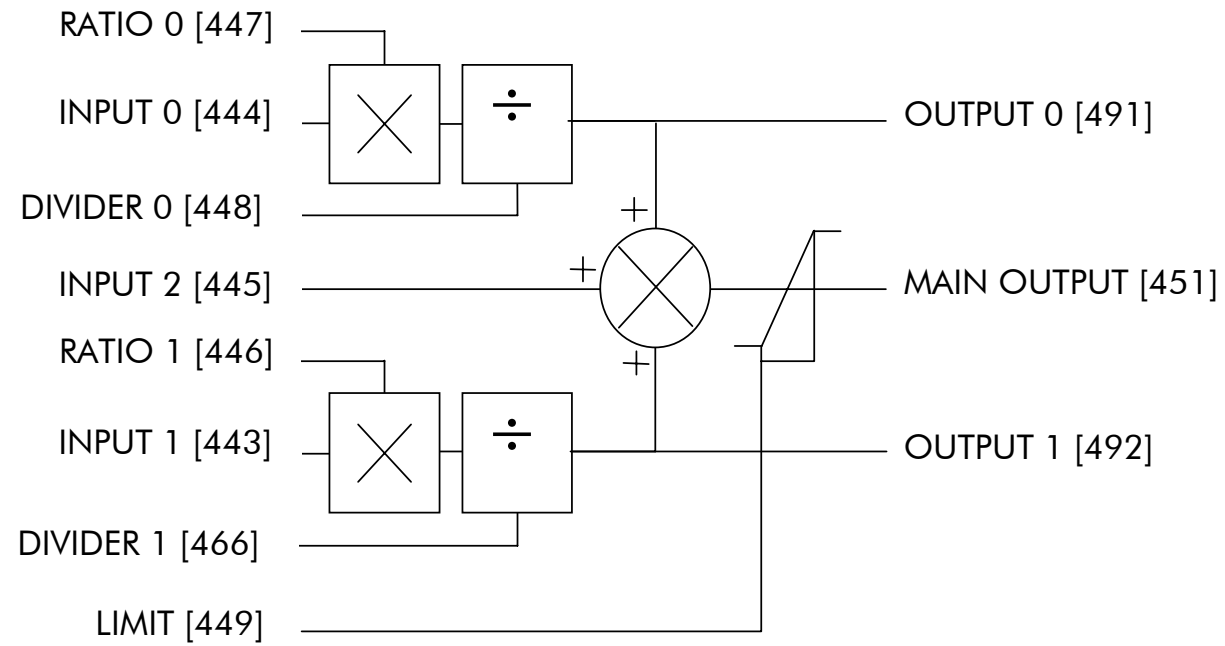 RATIO 0 [447]
INPUT 0 [444]
OUTPUT 0 [491]
DIVIDER 0 [448]
INPUT 2 [445]
MAIN OUTPUT [451]
RATIO 1 [446]
INPUT 1 [443]
OUTPUT 1 [492]
DIVIDER 1 [466]
LIMIT [449]